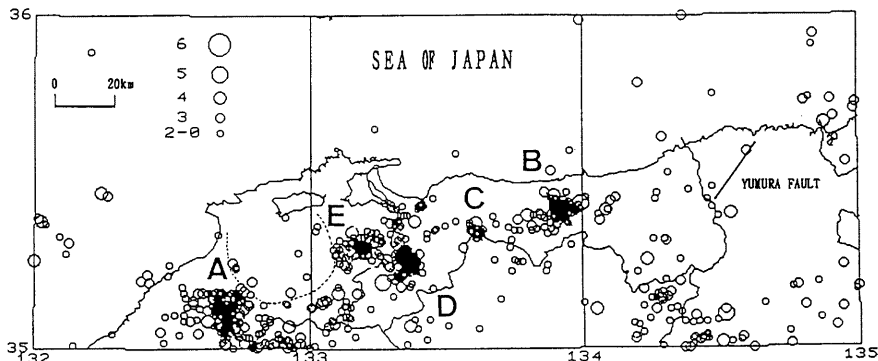 36
6
5
4
3
2-0
0 20km
SEA OF JAPAN
B
YUMURA FAULT
C
E
A
D
35
132 133 134 135